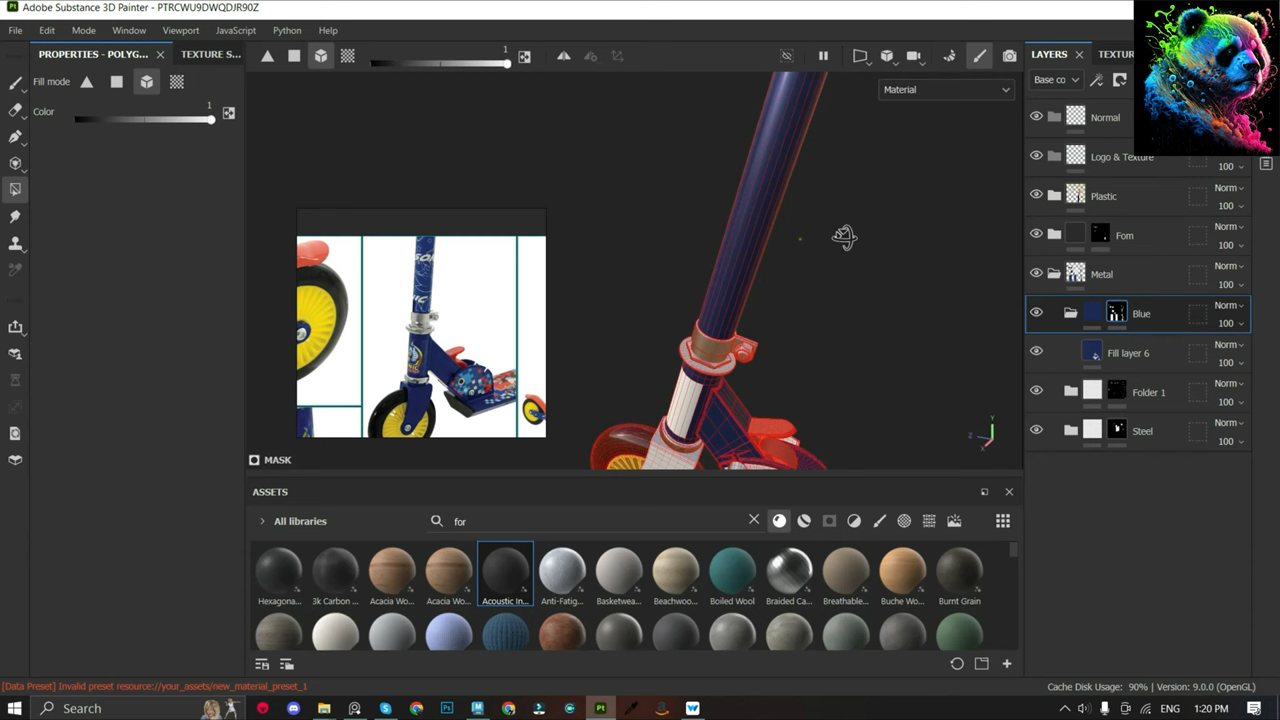 Adobe Substance 3D Painter - PTRCWU9DWQDJR90Z
File Edit Mode Window Viewport JavaScript Python Help
PROPERTIES - POLYG...
TEXTURE S...
1
LAYERS
TEXTUR
Fill mode
Material
Base co
Color
1
Normal
Logo & Texture
100
Plastic
Norm
100
Fom
Norm
100
Metal
Norm
100
Blue
Norm
100
Fill layer 6
Norm
100
Folder 1
Norm
100
Steel
Norm
100
Y
Z
X
MASK
ASSETS
All libraries
for
Hexagona...
3k Carbon ...
Acacia Wo...
Acacia Wo...
Acoustic In...
Anti-Fatig...
Basketwea...
Beachwoo...
Boiled Wool
Braided Ca...
Breathable...
Buche Wo...
Burnt Grain
[Data Preset] Invalid preset resource://your_assets/new_material_preset_1
Cache Disk Usage: 90% | Version: 9.0.0 (OpenGL)
Search
ENG
1:20 PM